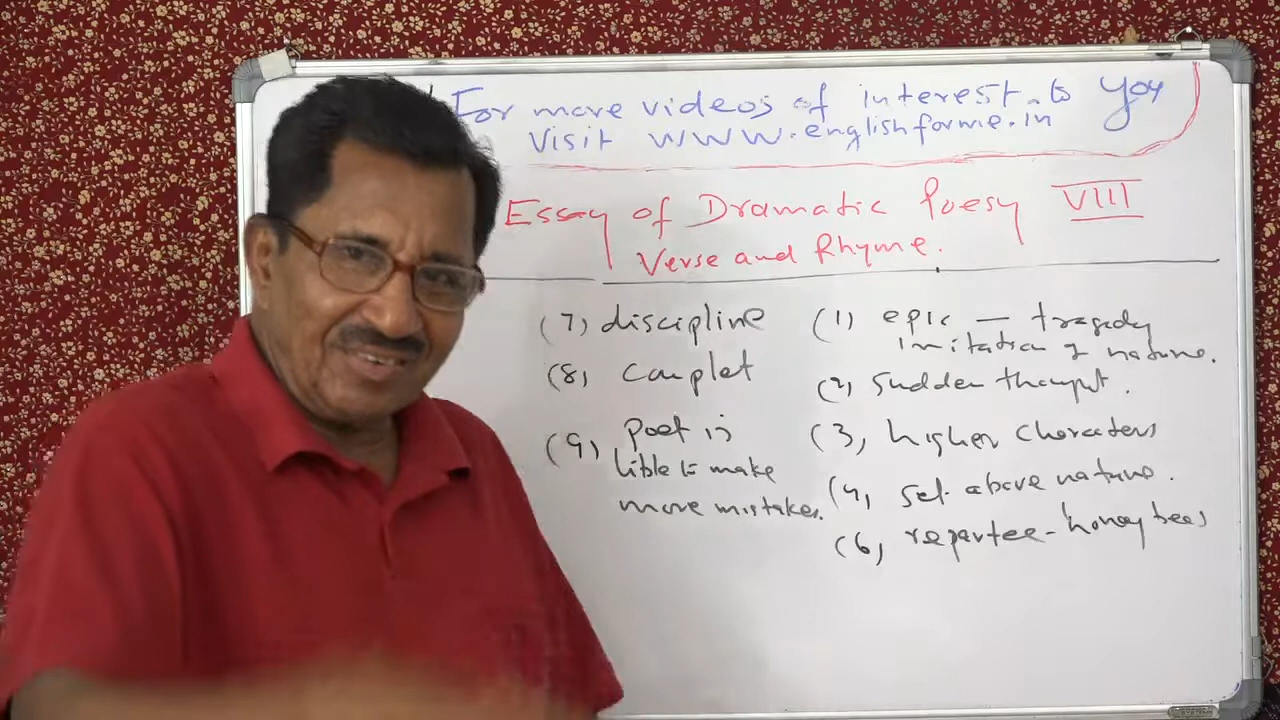 For more videos of interest to You
Visit www.englishforme.in
Essay of Dramatic Poesy VIII
Verse and Rhyme.
(7) discipline
(8) Couplet
(9) Poet is
lible to make
more mistakes.
(1) epic — tragedy
imitation of nature.
(2) Sudden thought.
(3) higher characters
(4) Set above nature.
(6) repartee - honey bees